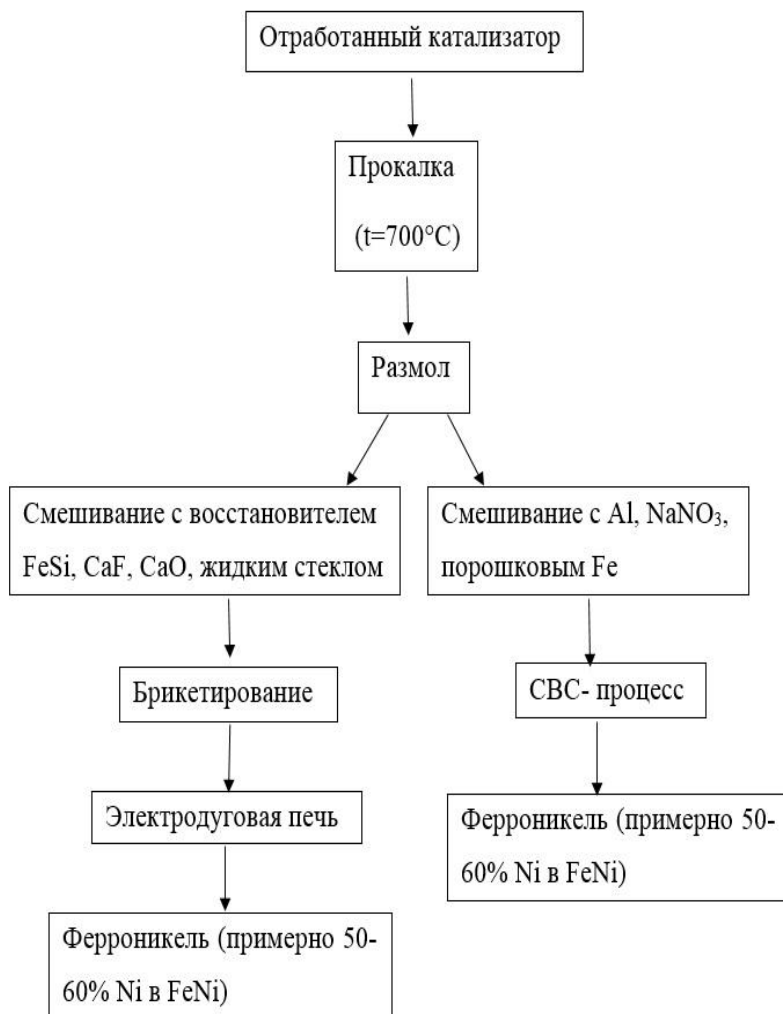 Отработанный катализатор
Прокалка
(t=700°C)
Размол
Смешивание с восстановителем
FeSi, CaF, CaO, жидким стеклом
Брикетирование
Электродуговая печь
Ферроникель (примерно 50-
60% Ni в FeNi)
Смешивание с Al, NaNO₃,
порошковым Fe
СВС- процесс
Ферроникель (примерно 50-
60% Ni в FeNi)